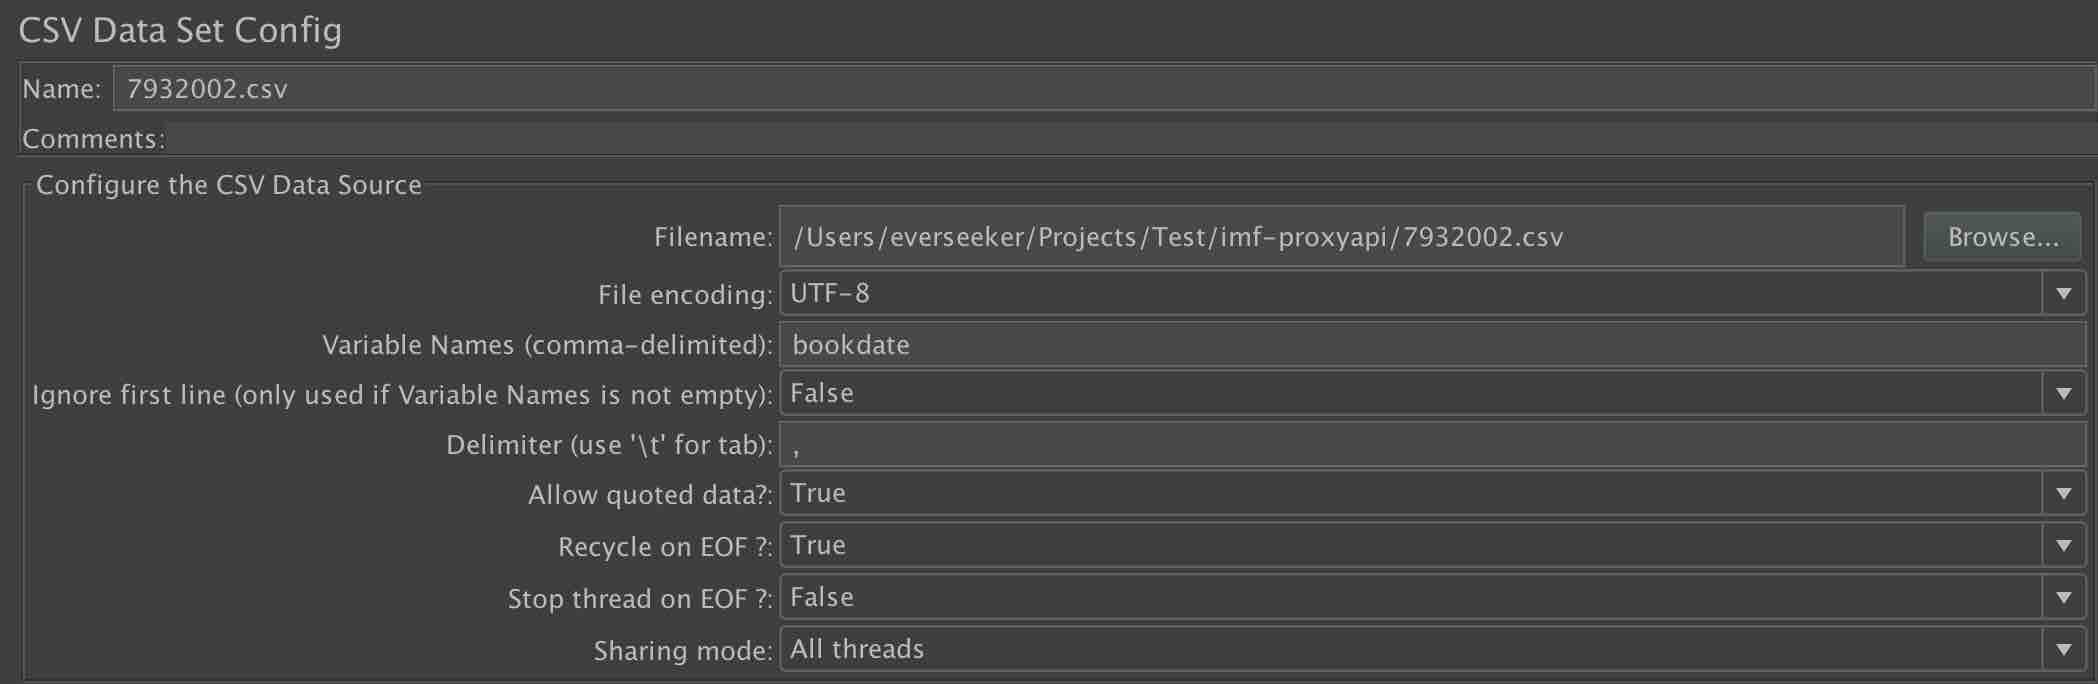 CSV Data Set Config
Name: 7932002.csv
Comments:
Configure the CSV Data Source
Filename: /Users/everseeker/Projects/Test/imf-proxyapi/7932002.csv Browse...
File encoding: UTF-8
Variable Names (comma-delimited): bookdate
Ignore first line (only used if Variable Names is not empty): False
Delimiter (use '\t' for tab): ,
Allow quoted data?: True
Recycle on EOF ?: True
Stop thread on EOF ?: False
Sharing mode: All threads